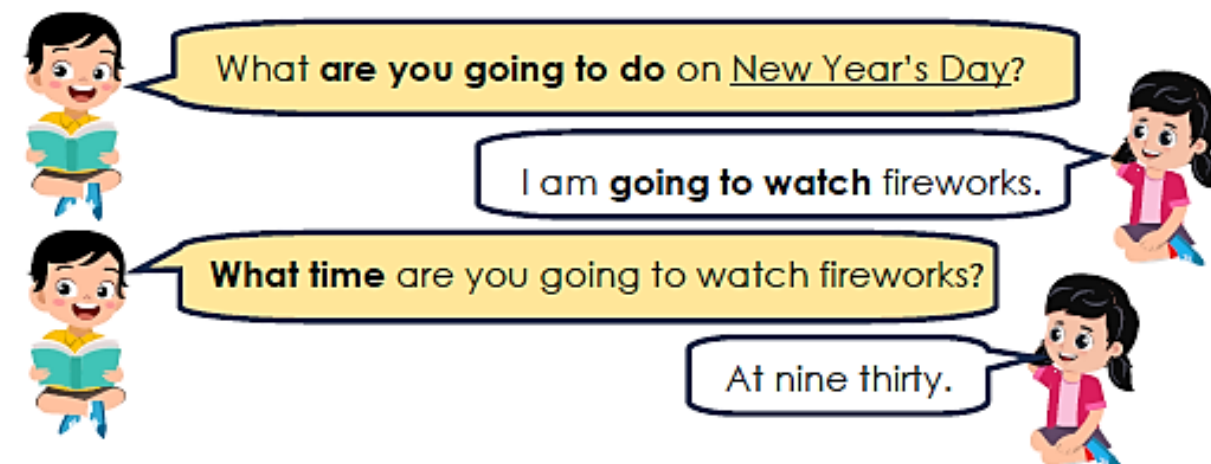 What are you going to do on New Year's Day?
I am going to watch fireworks.
What time are you going to watch fireworks?
At nine thirty.